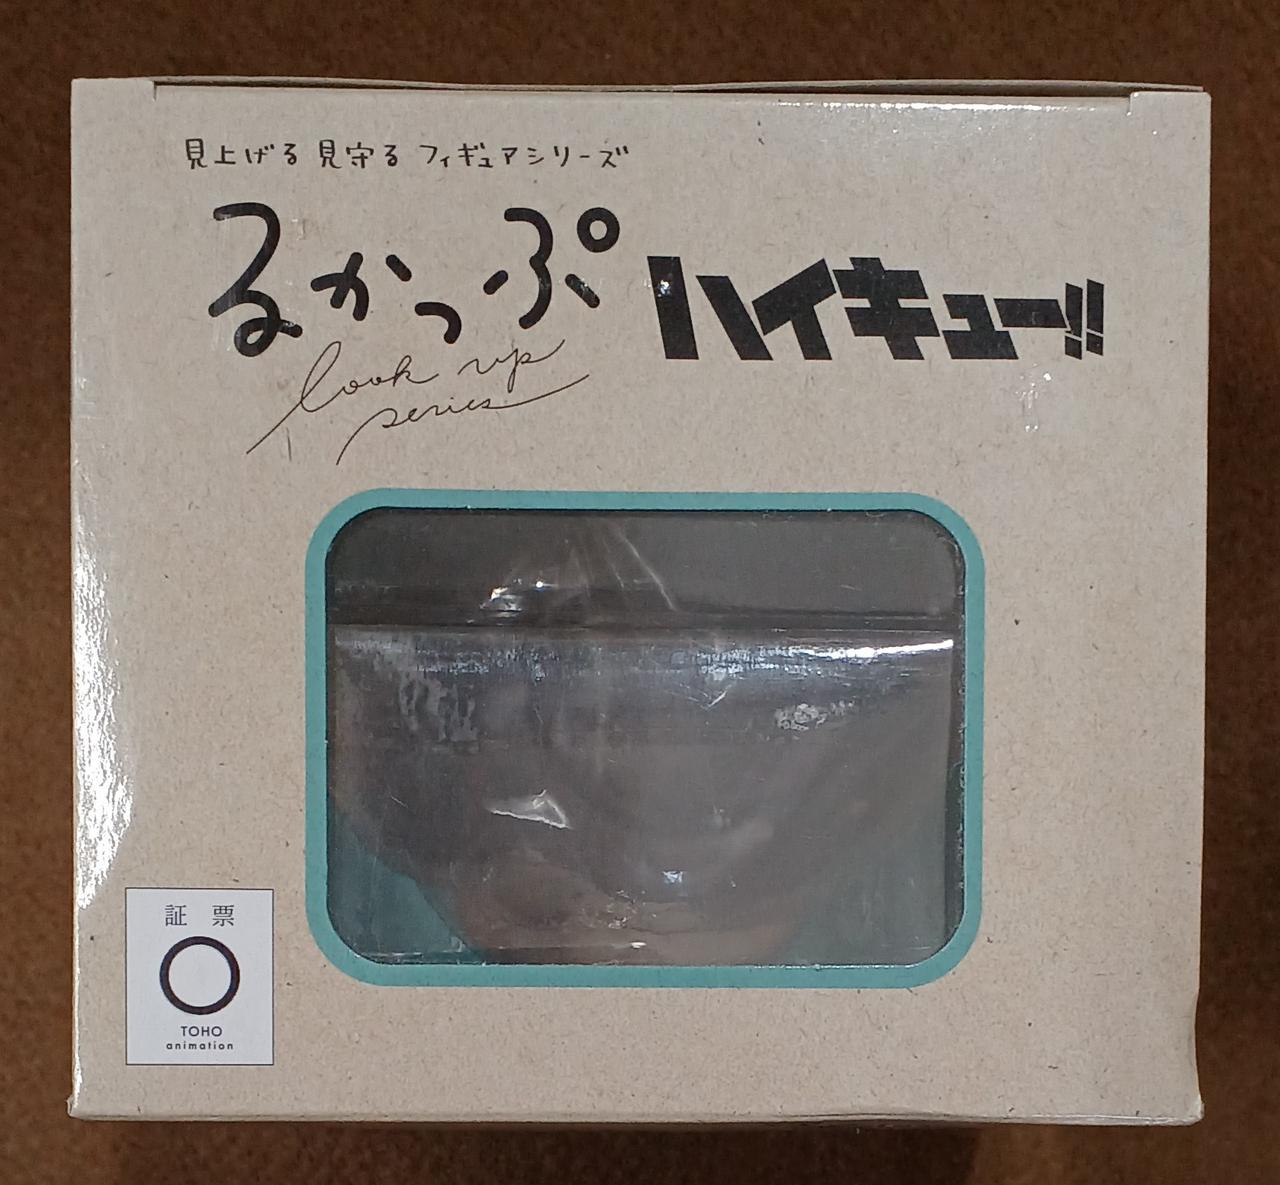 見上げる 見守る フィギュアシリーズ
るかっぷ ハイキュー!!
look up
series
証 票
TOHO
animation